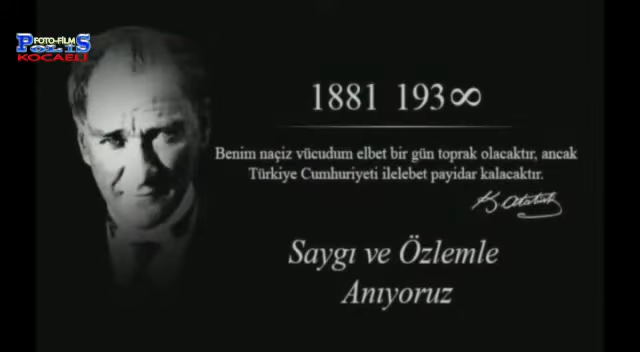 FOTO-FİLM
POLİS
KOCAELİ
1881 193∞
Benim naçiz vücudum elbet bir gün toprak olacaktır, ancak
Türkiye Cumhuriyeti ilelebet payidar kalacaktır.
K. Atatürk
Saygı ve Özlemle
Anıyoruz